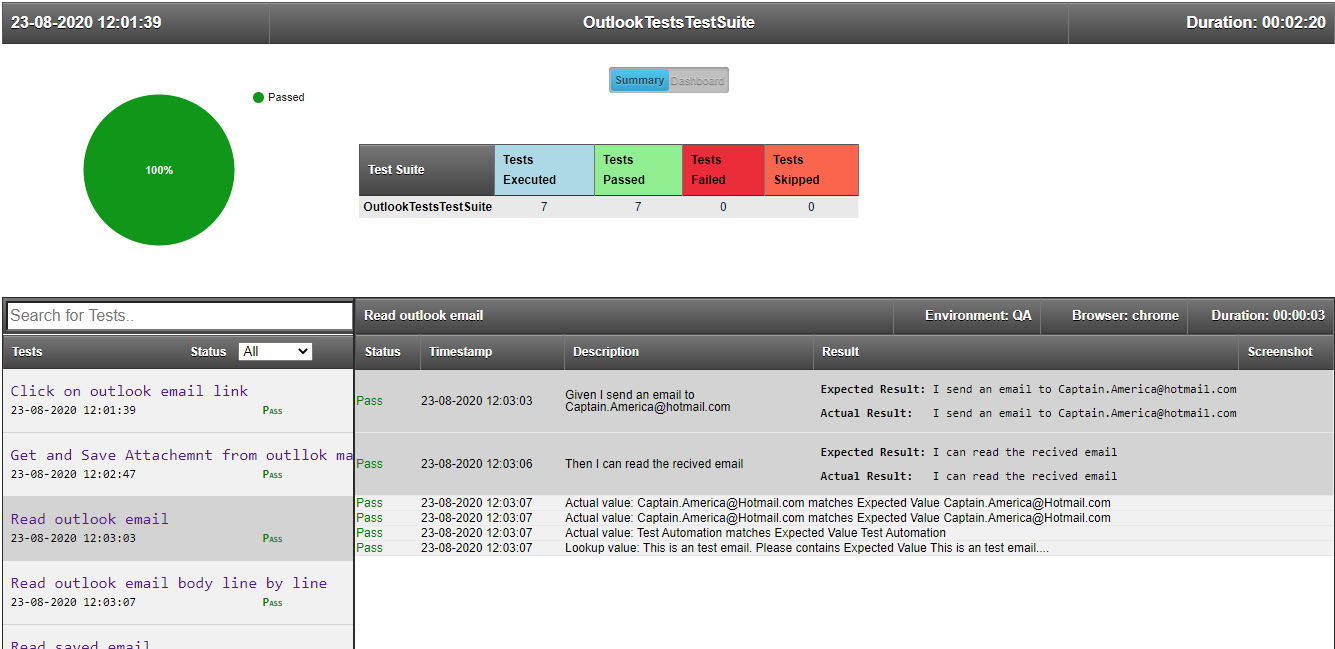 23-08-2020 12:01:39 OutlookTestsTestSuite Duration: 00:02:20
Summary Dashboard
Passed
100%
Test Suite Tests Executed Tests Passed Tests Failed Tests Skipped
OutlookTestsTestSuite 7 7 0 0
Search for Tests..
Tests Status All
Click on outlook email link
23-08-2020 12:01:39 Pass
Get and Save Attachemnt from outllok ma
23-08-2020 12:02:47 Pass
Read outlook email
23-08-2020 12:03:03 Pass
Read outlook email body line by line
23-08-2020 12:03:07 Pass
Read saved email
Read outlook email Environment: QA Browser: chrome Duration: 00:00:03
Status Timestamp Description Result Screenshot
Pass 23-08-2020 12:03:03 Given I send an email to
Captain.America@hotmail.com
Expected Result: I send an email to Captain.America@hotmail.com
Actual Result: I send an email to Captain.America@hotmail.com
Pass 23-08-2020 12:03:06 Then I can read the recived email
Expected Result: I can read the recived email
Actual Result: I can read the recived email
Pass 23-08-2020 12:03:07 Actual value: Captain.America@Hotmail.com matches Expected Value Captain.America@Hotmail.com
Pass 23-08-2020 12:03:07 Actual value: Captain.America@Hotmail.com matches Expected Value Captain.America@Hotmail.com
Pass 23-08-2020 12:03:07 Actual value: Test Automation matches Expected Value Test Automation
Pass 23-08-2020 12:03:07 Lookup value: This is an test email. Please contains Expected Value This is an test email....